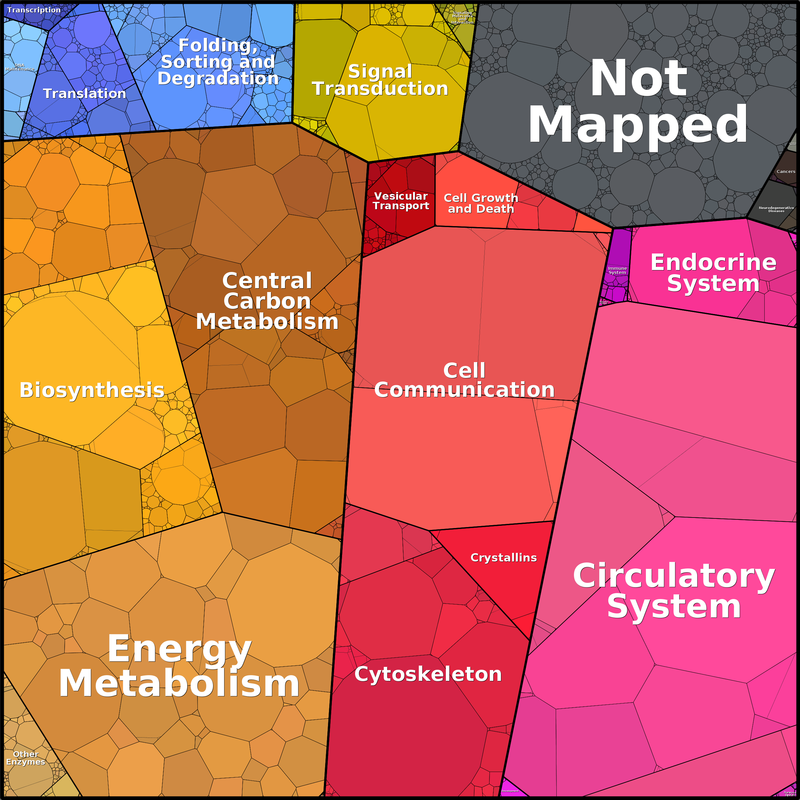 Transcription
Translation
Folding,
Sorting and
Degradation
Signal
Transduction
Not
Mapped
Cancers
Neurodegenerative
Diseases
Vesicular
Transport
Cell Growth
and Death
Immune
System
Endocrine
System
Central
Carbon
Metabolism
Biosynthesis
Cell
Communication
Crystallins
Circulatory
System
Energy
Metabolism
Cytoskeleton
Other
Enzymes